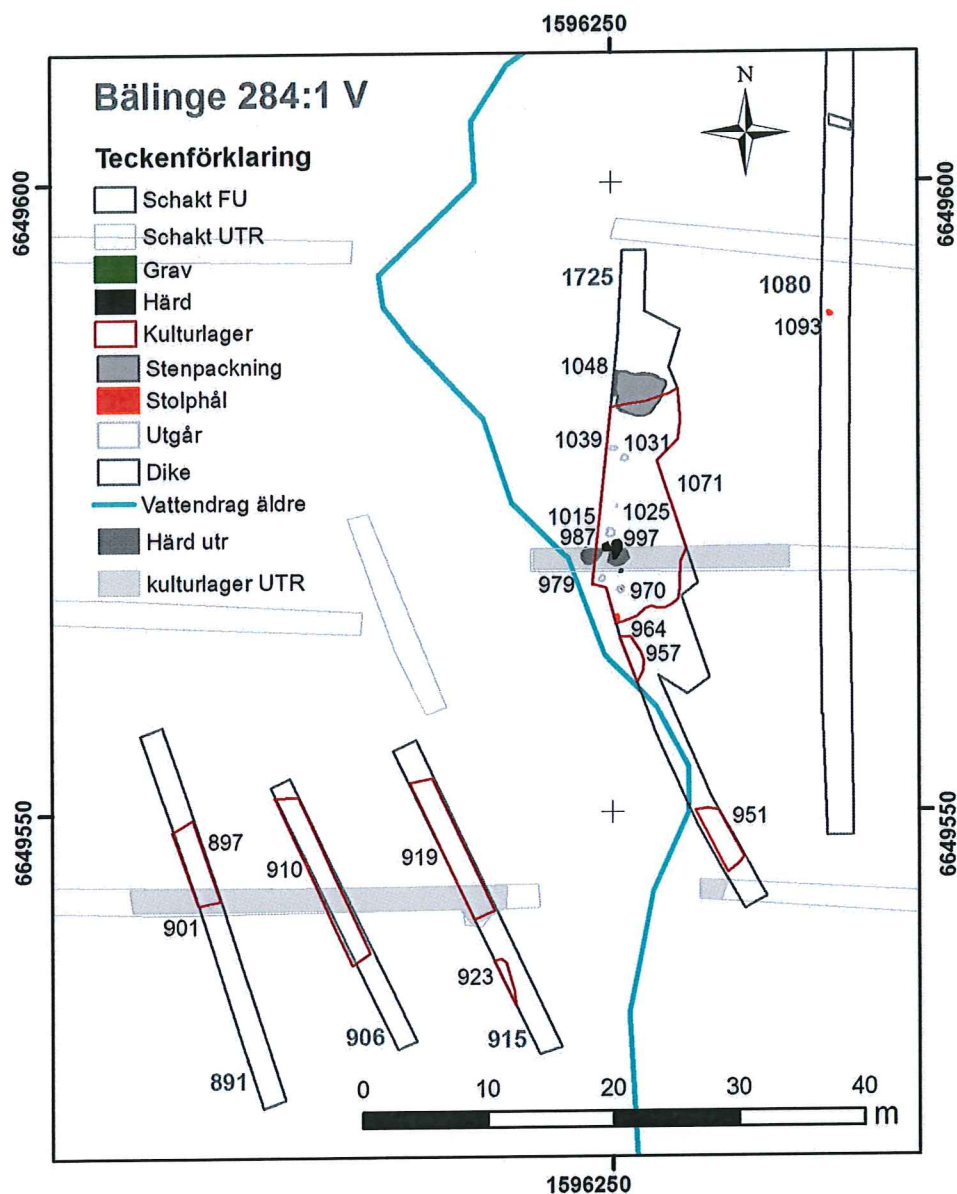 1596250
Bälinge 284:1 V
N
Teckenförklaring
Schakt FU
Schakt UTR
Grav
Härd
Kulturlager
Stenpackning
Stolphål
Utgår
Dike
Vattendrag äldre
Härd utr
kulturlager UTR
6649600
6649600
1725
1080
1093
1048
1039
1031
1071
1015
1025
987
997
979
970
964
957
6649550
6649550
951
897
910
919
901
923
906
915
891
0 10 20 30 40
m
1596250